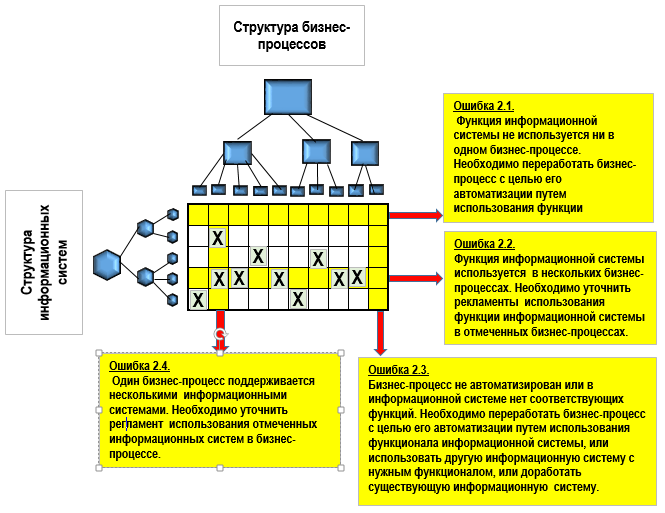 Структура бизнес-
процессов
Ошибка 2.1.
Функция информационной
системы не используется ни в
одном бизнес-процессе.
Необходимо переработать бизнес-
процесс с целью его
автоматизации путем
использования функции
Структура
информационных
систем
X
X
X
X
X
X
X
X
X
X
Ошибка 2.2.
Функция информационной системы
используется в нескольких бизнес-
процессах. Необходимо уточнить
рекламенты использования
функции информационной системы
в отмеченных бизнес-процессах.
Ошибка 2.4.
Один бизнес-процесс поддерживается
несколькими информационными
системами. Необходимо уточнить
регламент использования отмеченных
информационных систем в бизнес-
процессе.
Ошибка 2.3.
Бизнес-процесс не автоматизирован или в
информационной системе нет соответствующих
функций. Необходимо переработать бизнес-процесс
с целью его автоматизации путем использования
функционала информационной системы, или
использовать другую информационную систему с
нужным функционалом, или доработать
существующую информационную систему.